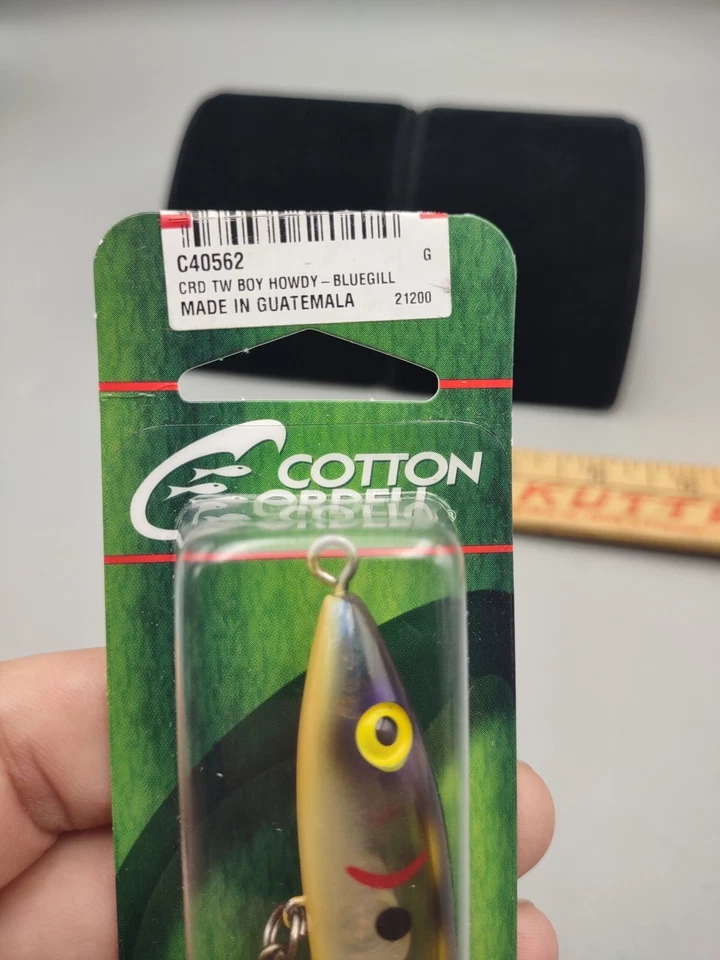 C40562 G
CRD TW BOY HOWDY – BLUEGILL
MADE IN GUATEMALA 21200
COTTON